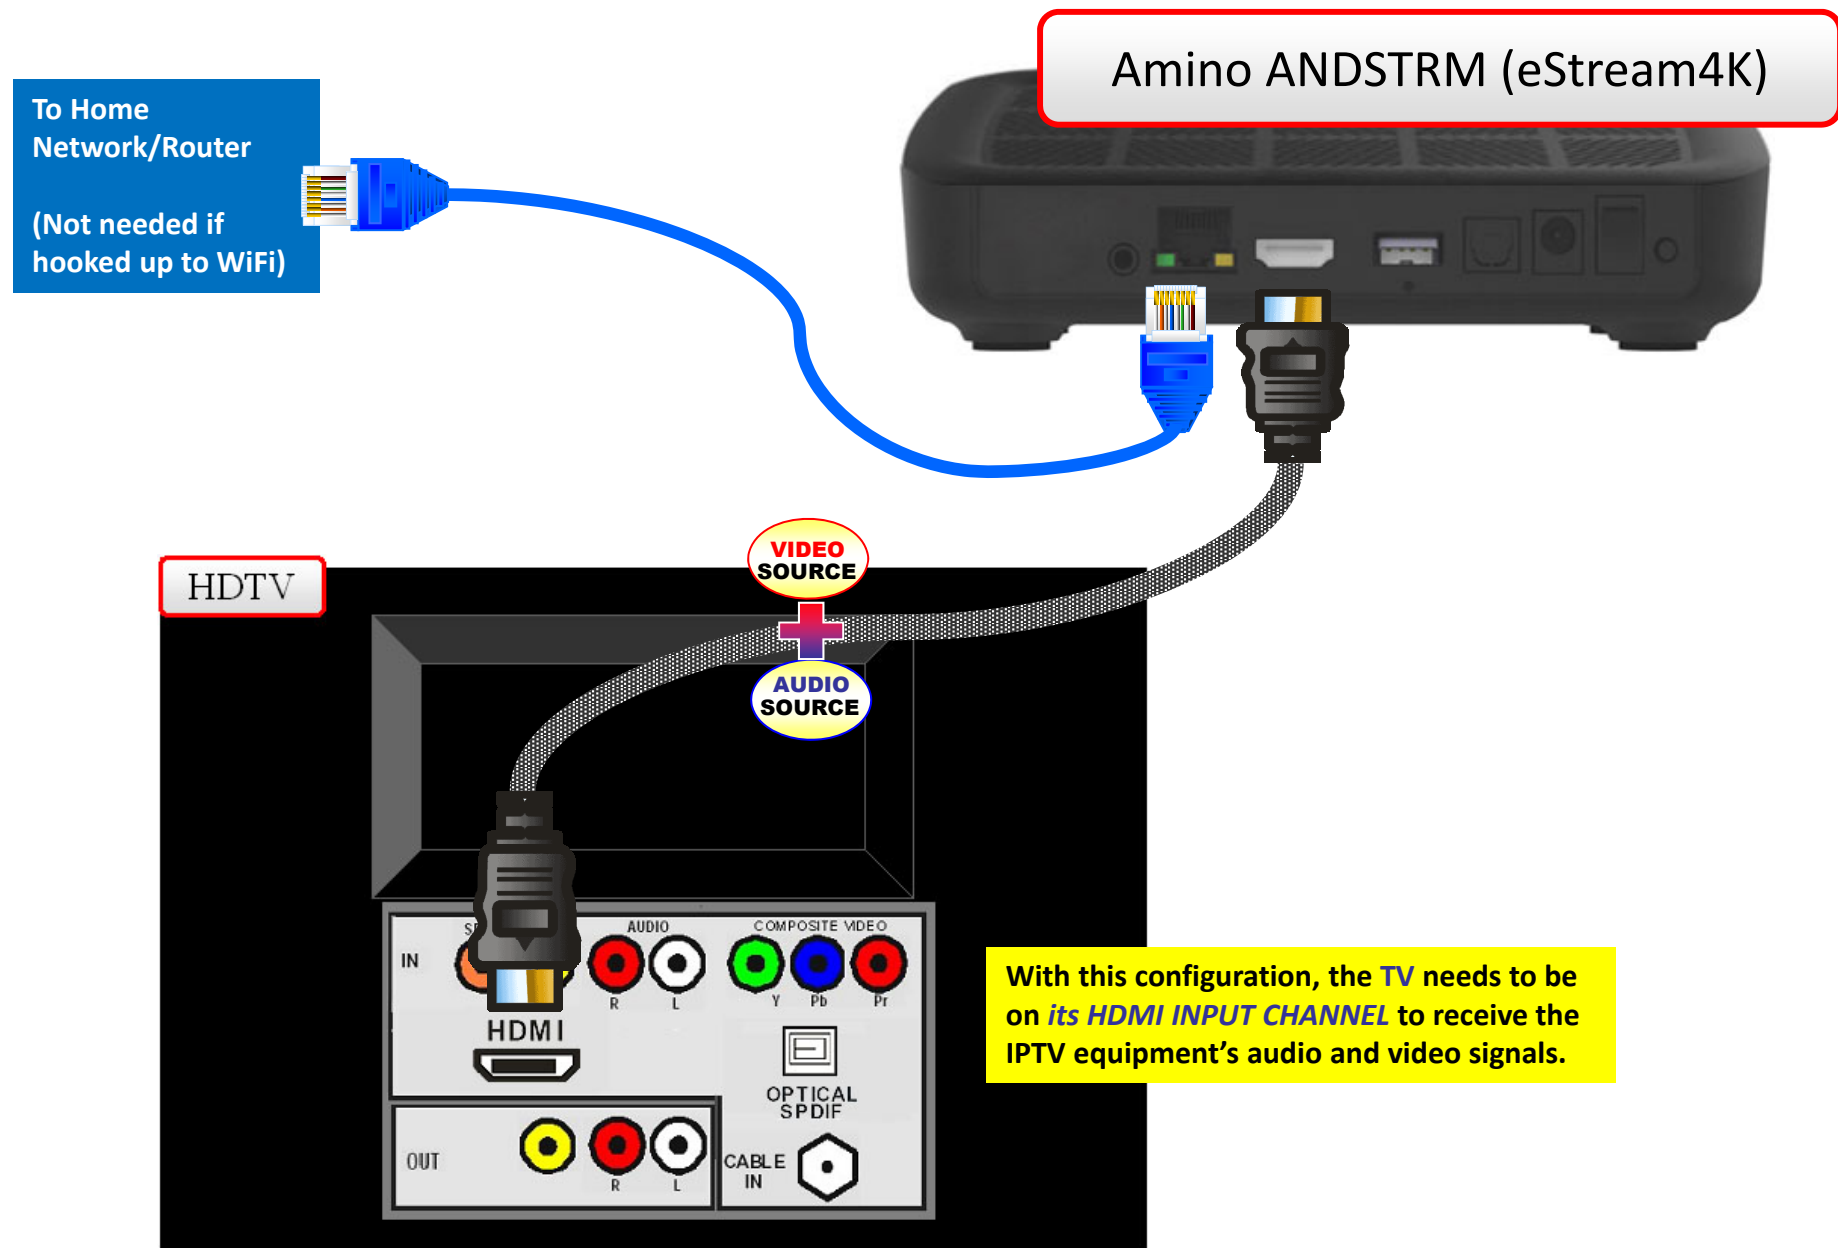 Amino ANDSTRM (eStream4K)
To Home
Network/Router
(Not needed if
hooked up to WiFi)
VIDEO
SOURCE
HDTV
AUDIO
SOURCE
AUDIO
COMPOSITE VIDEO
IN
R
L
Y
Pb
Pr
HDMI
OPTICAL
SPDIF
With this configuration, the TV needs to be
on its HDMI INPUT CHANNEL to receive the
IPTV equipment’s audio and video signals.
OUT
R
L
CABLE
IN